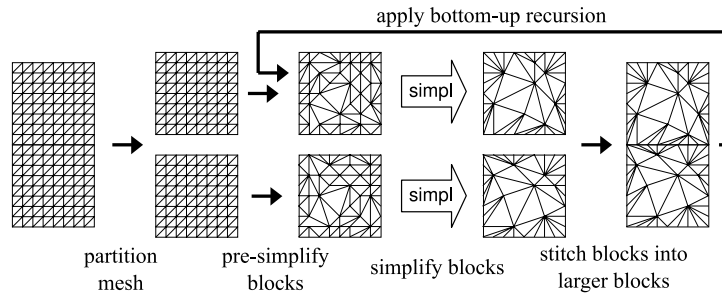 apply bottom-up recursion
simpl
simpl
partition
mesh
pre-simplify
blocks
simplify blocks
stitch blocks into
larger blocks